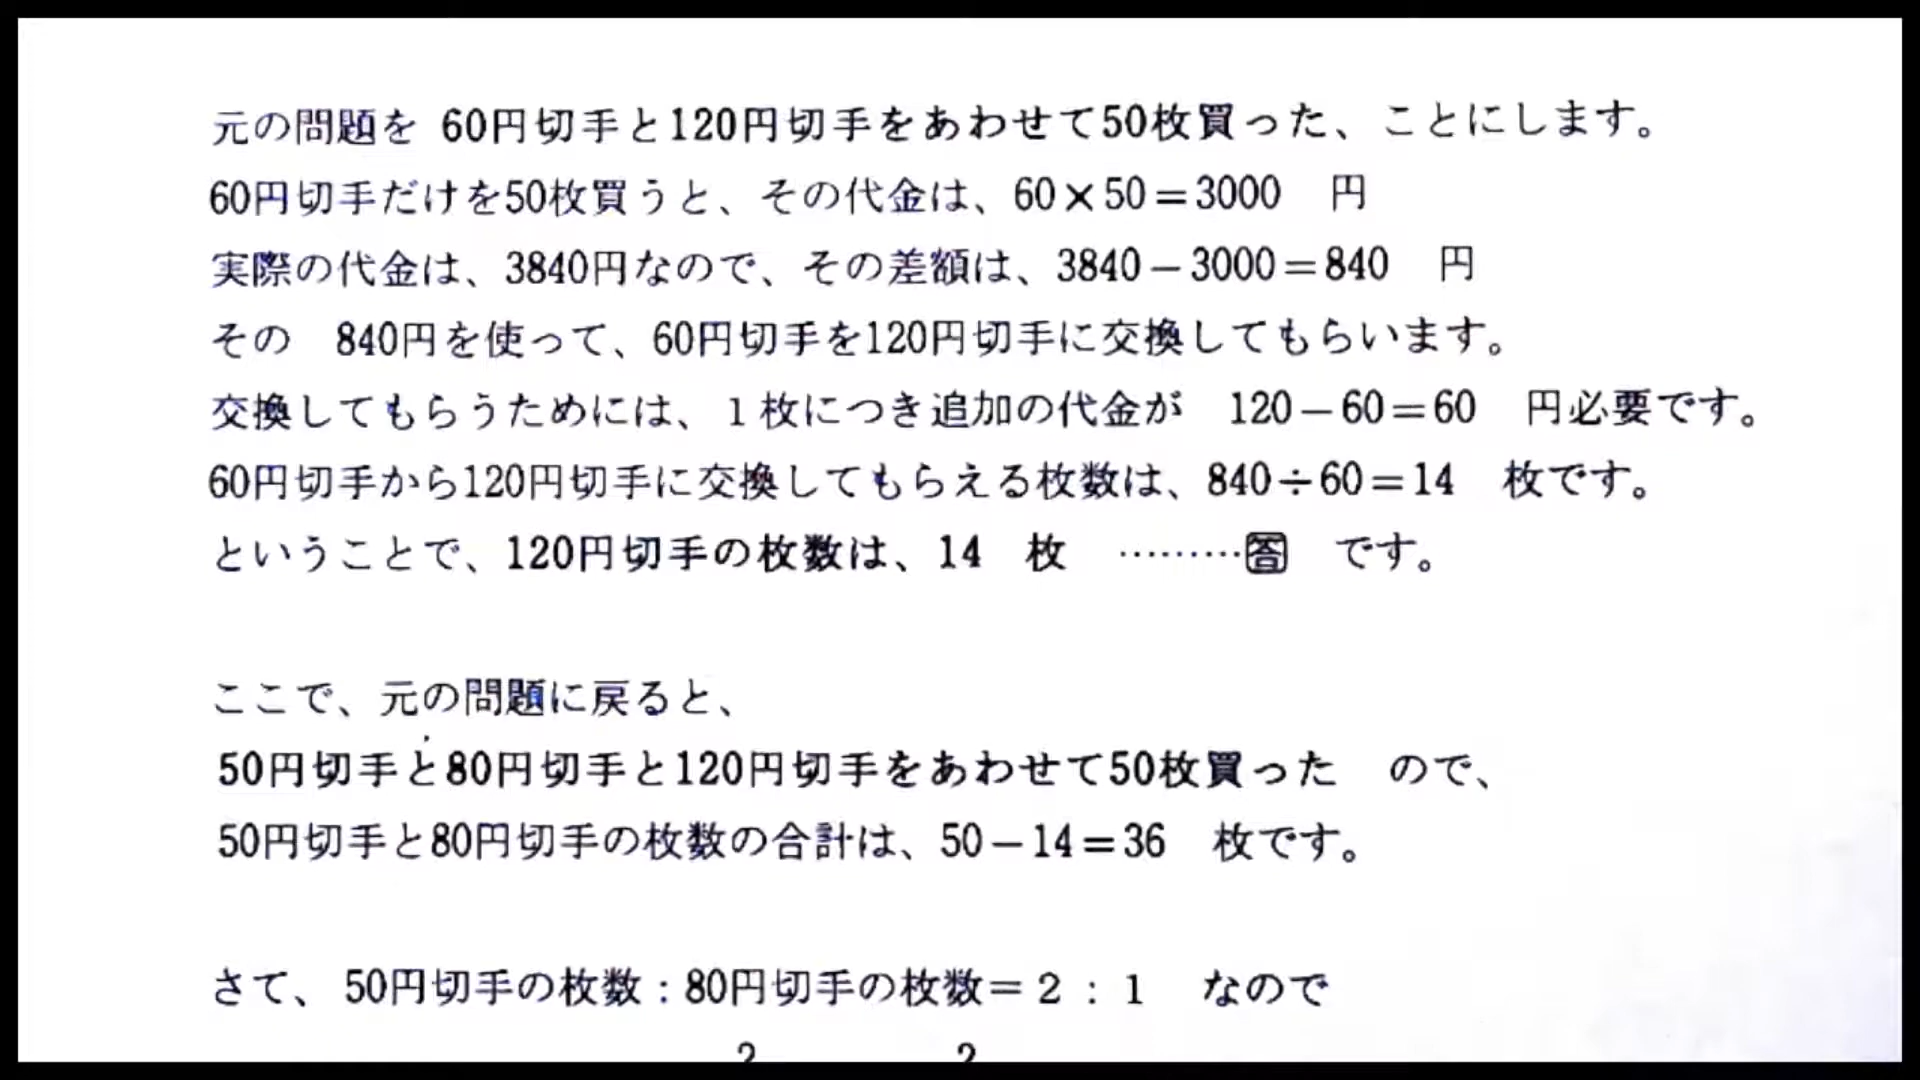 元の問題を 60円切手と120円切手をあわせて50枚買った、ことにします。
60円切手だけを50枚買うと、その代金は、60×50＝3000　円
実際の代金は、3840円なので、その差額は、3840－3000＝840　円
その　840円を使って、60円切手を120円切手に交換してもらいます。
交換してもらうためには、１枚につき追加の代金が　120－60＝60　円必要です。
60円切手から120円切手に交換してもらえる枚数は、840÷60＝14　枚です。
ということで、120円切手の枚数は、14　枚　………答　です。
ここで、元の問題に戻ると、
50円切手と80円切手と120円切手をあわせて50枚買った　ので、
50円切手と80円切手の枚数の合計は、50－14＝36　枚です。
さて、50円切手の枚数：80円切手の枚数＝２：１　なので
2 2